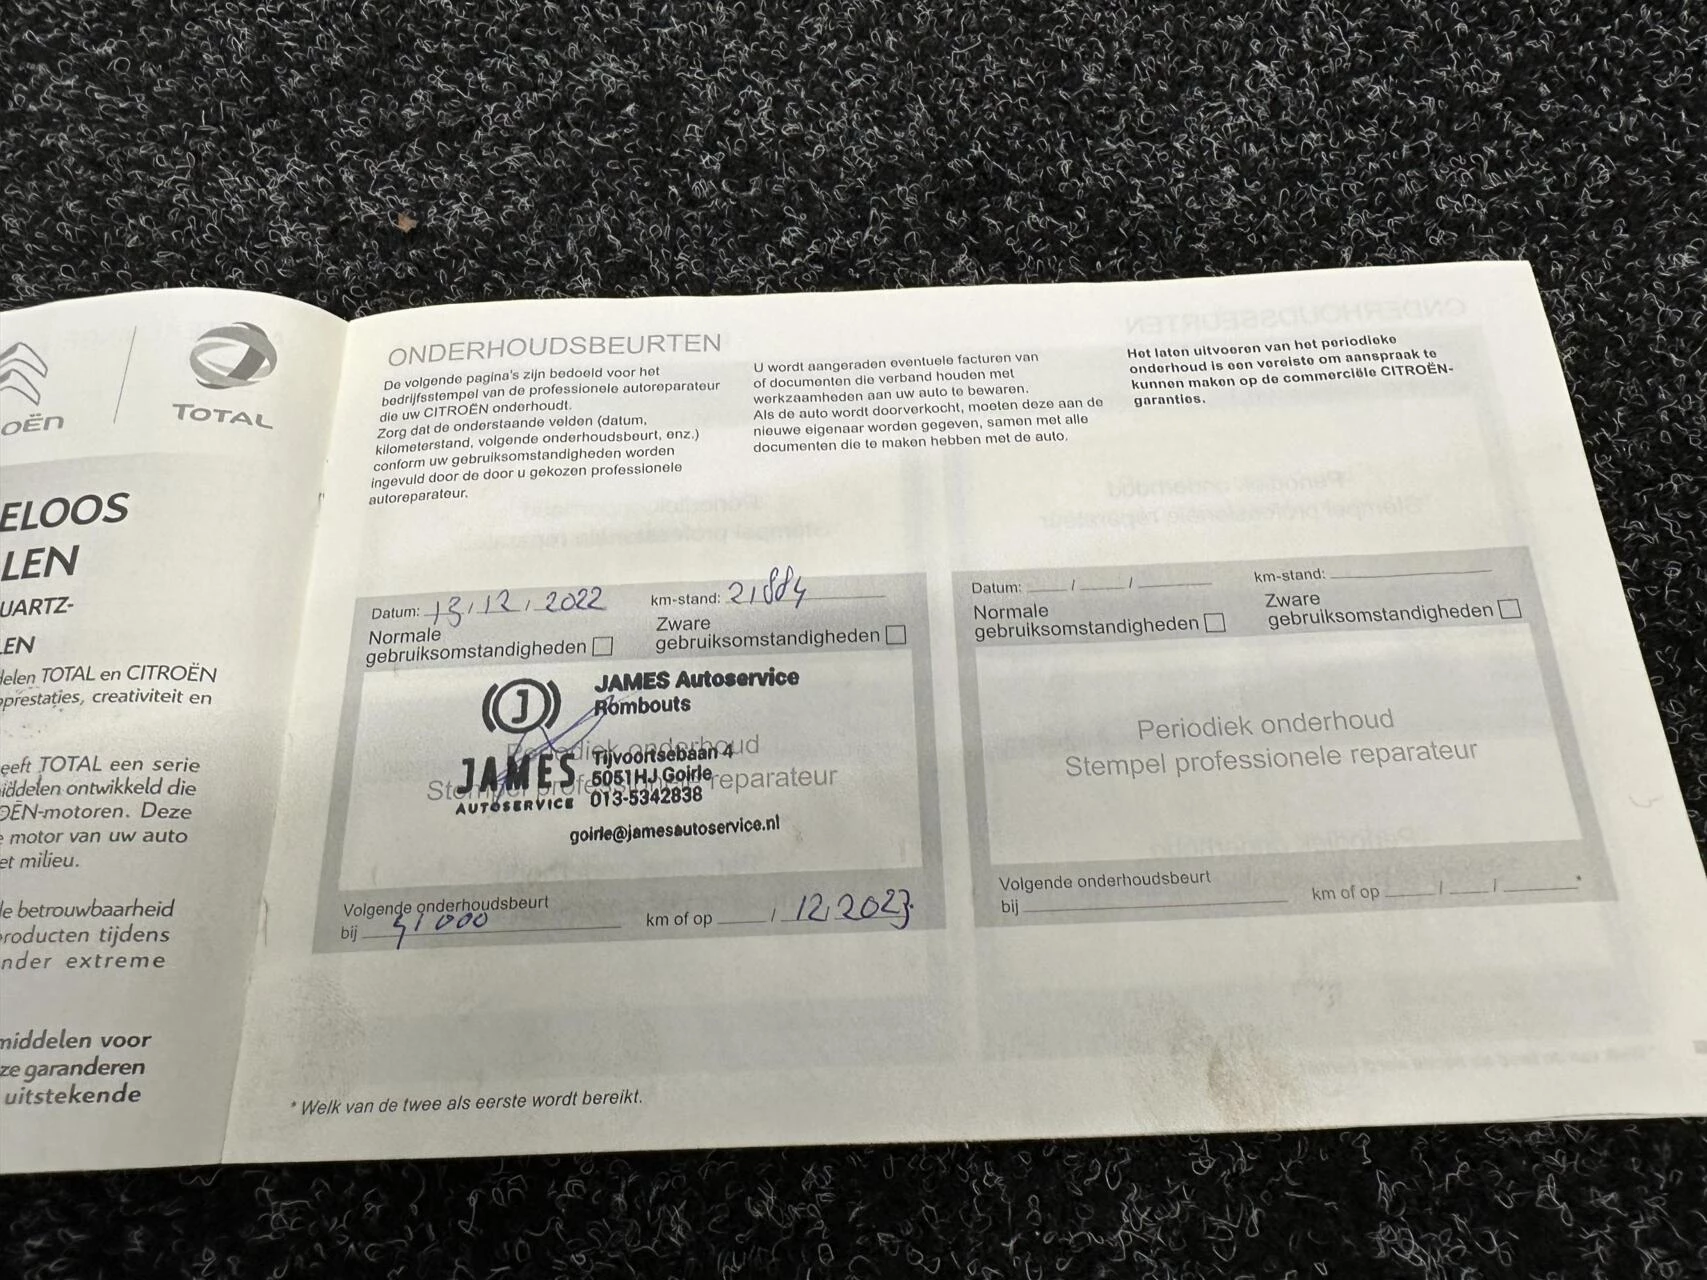 OËN
TOTAL
ELOOS
LEN
UARTZ-
EN
delen TOTAL en CITROËN
oprestaties, creativiteit en
eeft TOTAL een serie
iddelen ontwikkeld die
OËN-motoren. Deze
e motor van uw auto
et milieu.
le betrouwbaarheid
producten tijdens
nder extreme
middelen voor
ze garanderen
uitstekende
ONDERHOUDSBEURTEN
De volgende pagina's zijn bedoeld voor het
bedrijfsstempel van de professionele autoreparateur
die uw CITROËN onderhoudt.
Zorg dat de onderstaande velden (datum,
kilometerstand, volgende onderhoudsbeurt, enz.)
conform uw gebruiksomstandigheden worden
ingevuld door de door u gekozen professionele
autoreparateur.
U wordt aangeraden eventuele facturen van
of documenten die verband houden met
werkzaamheden aan uw auto te bewaren.
Als de auto wordt doorverkocht, moeten deze aan de
nieuwe eigenaar worden gegeven, samen met alle
documenten die te maken hebben met de auto.
Het laten uitvoeren van het periodieke
onderhoud is een vereiste om aanspraak te
kunnen maken op de commerciële CITROËN-
garanties.
Datum: 13/12/2022 km-stand: 21884
Normale gebruiksomstandigheden
Zware gebruiksomstandigheden
Periodiek onderhoud
Stempel professionele reparateur
JAMES
AUTOSERVICE
JAMES Autoservice
Rombouts
Tijvoortsebaan 4
5051HJ Goirle
013-5342838
goirle@jamesautoservice.nl
Volgende onderhoudsbeurt
bij 41000 km of op / 12/2023*
Datum: / / km-stand:
Normale gebruiksomstandigheden
Zware gebruiksomstandigheden
Periodiek onderhoud
Stempel professionele reparateur
Volgende onderhoudsbeurt
bij km of op / / *
* Welk van de twee als eerste wordt bereikt.